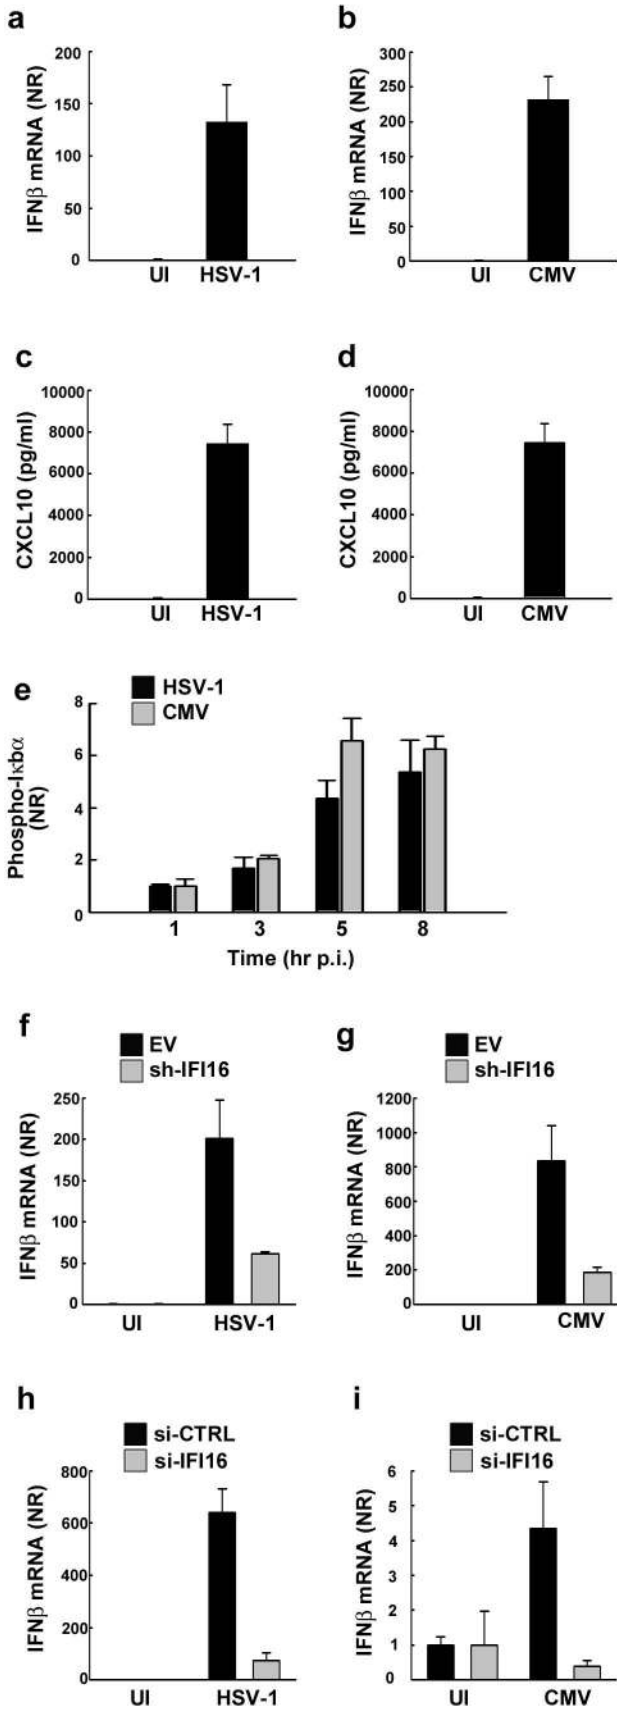 a
b
IFNβ mRNA (NR)
200
150
100
50
0
UI HSV-1
IFNβ mRNA (NR)
300
250
200
150
100
50
0
UI CMV
c
d
CXCL10 (pg/ml)
10000
8000
6000
4000
2000
0
UI HSV-1
CXCL10 (pg/ml)
10000
8000
6000
4000
2000
0
UI CMV
e
HSV-1
CMV
Phospho-Iκbα
(NR)
8
6
4
2
0
1 3 5 8
Time (hr p.i.)
f
EV
sh-IFI16
IFNβ mRNA (NR)
250
200
150
100
50
0
UI HSV-1
g
EV
sh-IFI16
IFNβ mRNA (NR)
1200
1000
800
600
400
200
0
UI CMV
h
si-CTRL
si-IFI16
IFNβ mRNA (NR)
800
600
400
200
0
UI HSV-1
i
si-CTRL
si-IFI16
IFNβ mRNA (NR)
6
5
4
3
2
1
0
UI CMV